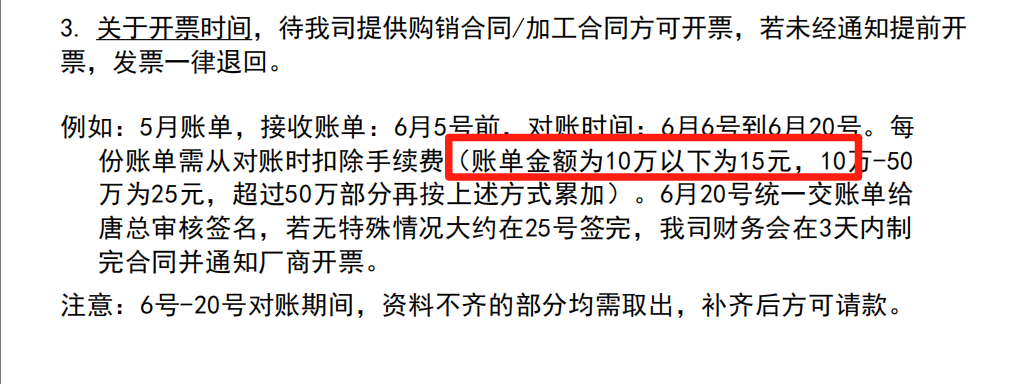 3. 关于开票时间，待我司提供购销合同/加工合同方可开票，若未经通知提前开
票，发票一律退回。
例如：5月账单，接收账单：6月5号前，对账时间：6月6号到6月20号。每
份账单需从对账时扣除手续费（账单金额为10万以下为15元，10万-50
万为25元，超过50万部分再按上述方式累加）。6月20号统一交账单给
唐总审核签名，若无特殊情况大约在25号签完，我司财务会在3天内制
完合同并通知厂商开票。
注意：6号-20号对账期间，资料不齐的部分均需取出，补齐后方可请款。